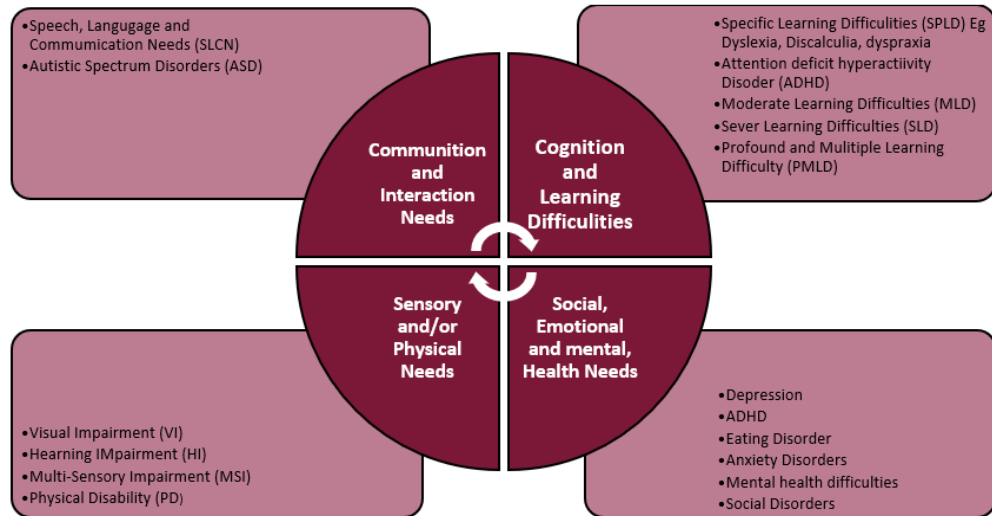 •Speech, Langugage and
Commumication Needs (SLCN)
•Autistic Spectrum Disorders (ASD)
•Specific Learning Difficulities (SPLD) Eg
Dyslexia, Discalculia, dyspraxia
•Attention deficit hyperactiivity
Disoder (ADHD)
•Moderate Learning Difficulties (MLD)
•Sever Learning Difficulties (SLD)
•Profound and Mulitiple Learning
Difficulty (PMLD)
Communition
and
Interaction
Needs
Cognition
and
Learning
Difficulities
Sensory
and/or
Physical
Needs
Social,
Emotional
and mental,
Health Needs
•Visual Impairment (VI)
•Hearning IMpairment (HI)
•Multi-Sensory Impairment (MSI)
•Physical Disability (PD)
•Depression
•ADHD
•Eating Disorder
•Anxiety Disorders
•Mental health difficulties
•Social Disorders